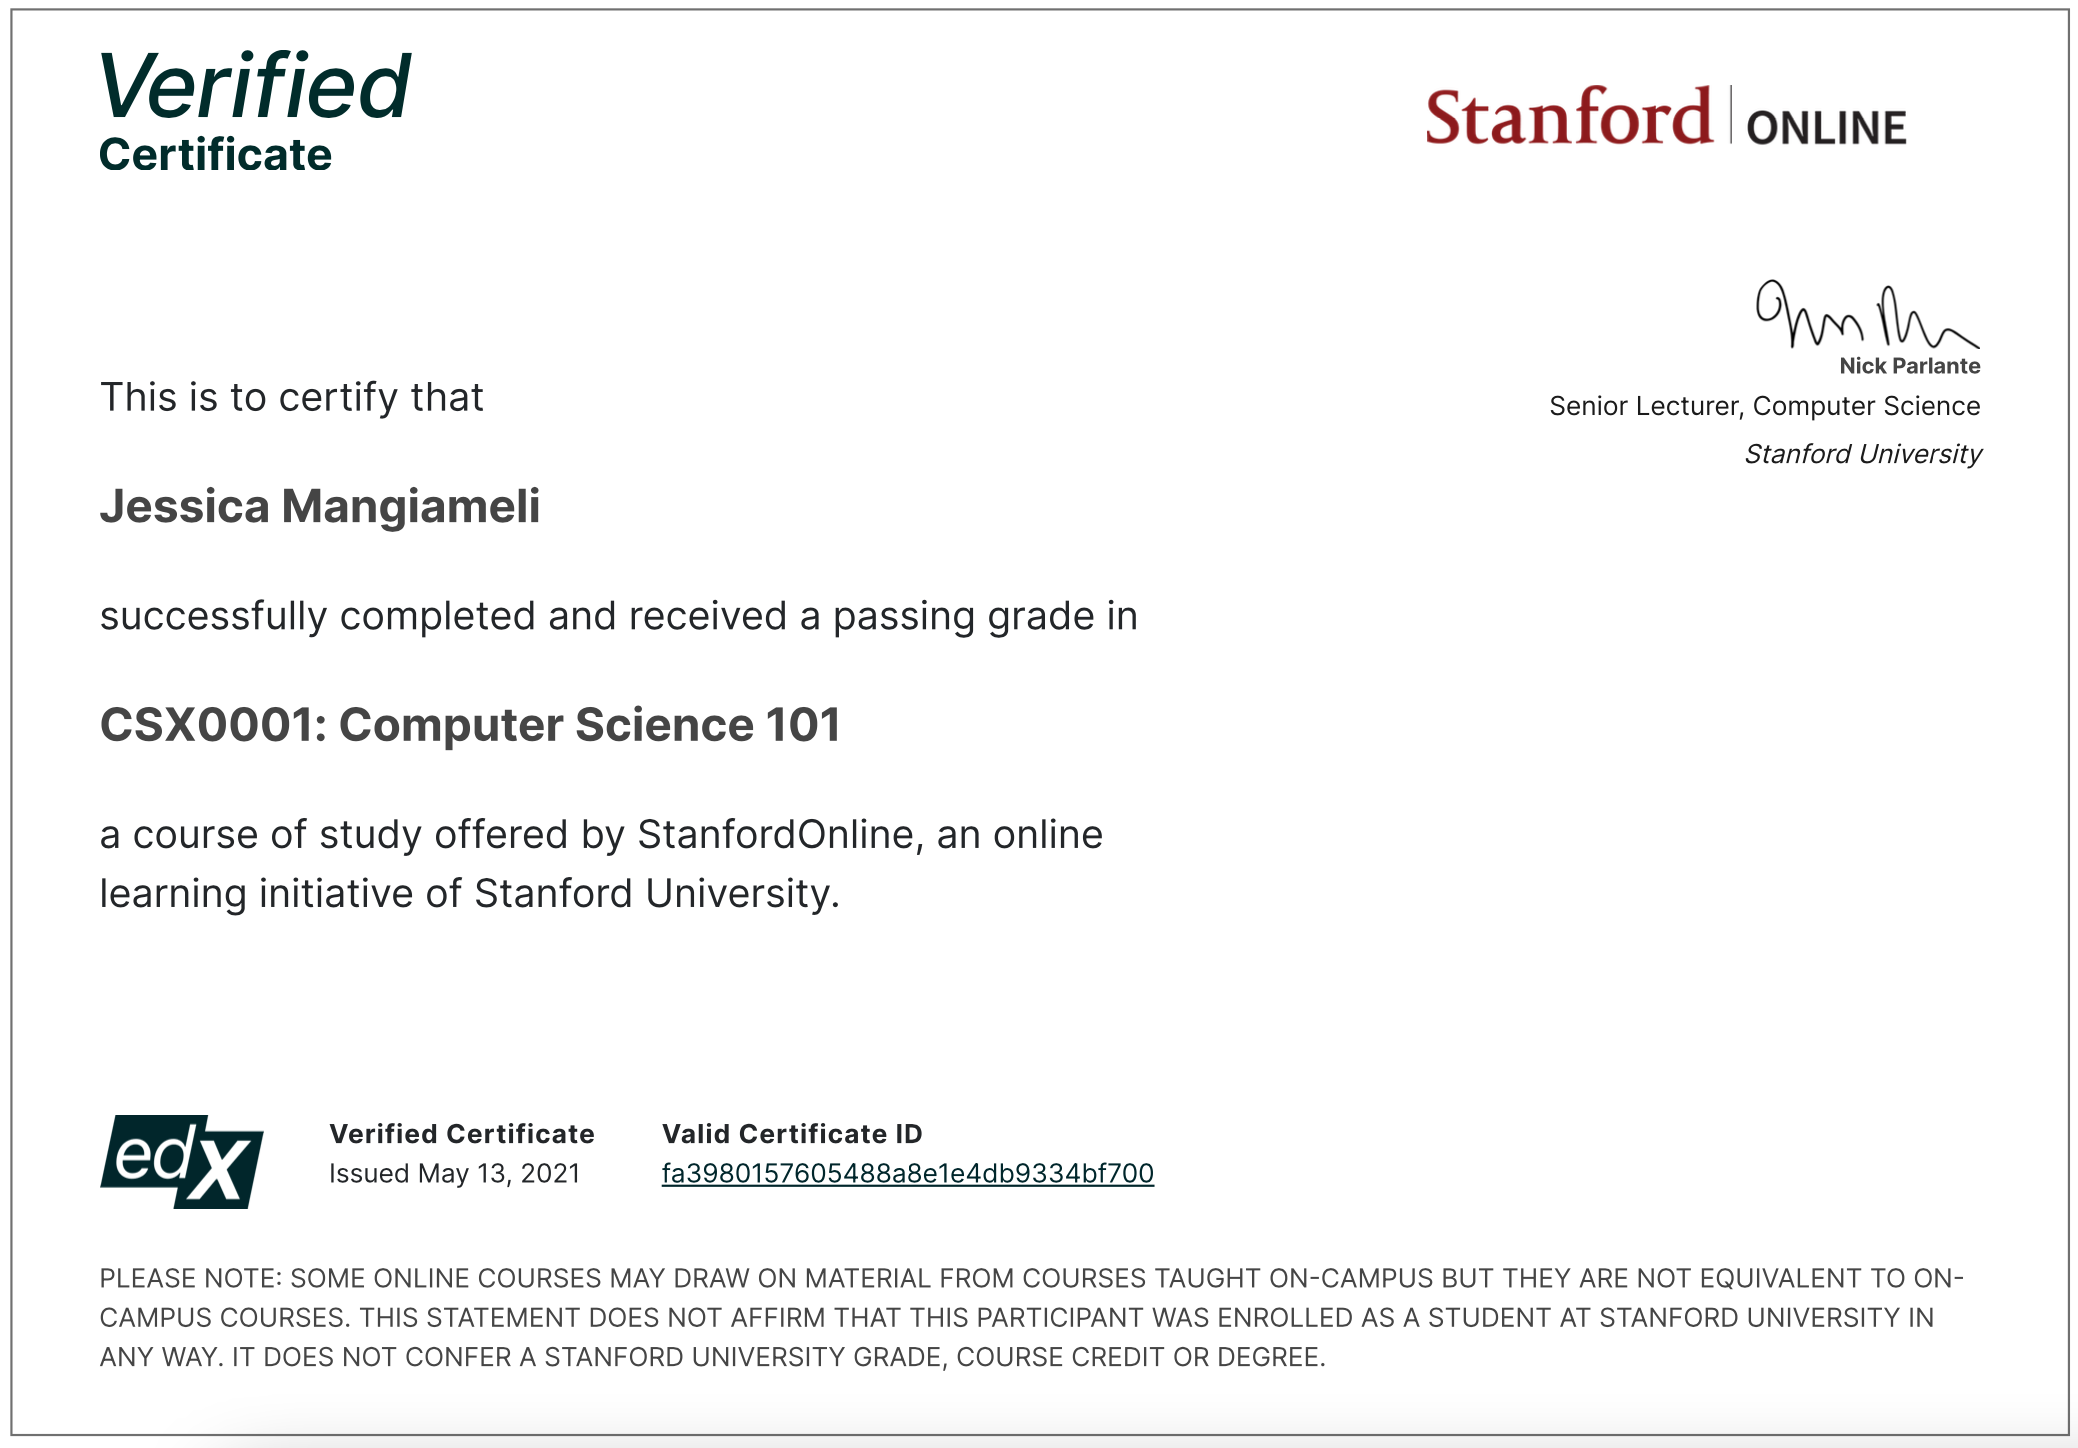 Verified
Certificate
Stanford ONLINE
Nick Parlante
Senior Lecturer, Computer Science
Stanford University
This is to certify that
Jessica Mangiameli
successfully completed and received a passing grade in
CSX0001: Computer Science 101
a course of study offered by StanfordOnline, an online
learning initiative of Stanford University.
edX
Verified Certificate
Issued May 13, 2021
Valid Certificate ID
fa3980157605488a8e1e4db9334bf700
PLEASE NOTE: SOME ONLINE COURSES MAY DRAW ON MATERIAL FROM COURSES TAUGHT ON-CAMPUS BUT THEY ARE NOT EQUIVALENT TO ON-
CAMPUS COURSES. THIS STATEMENT DOES NOT AFFIRM THAT THIS PARTICIPANT WAS ENROLLED AS A STUDENT AT STANFORD UNIVERSITY IN
ANY WAY. IT DOES NOT CONFER A STANFORD UNIVERSITY GRADE, COURSE CREDIT OR DEGREE.